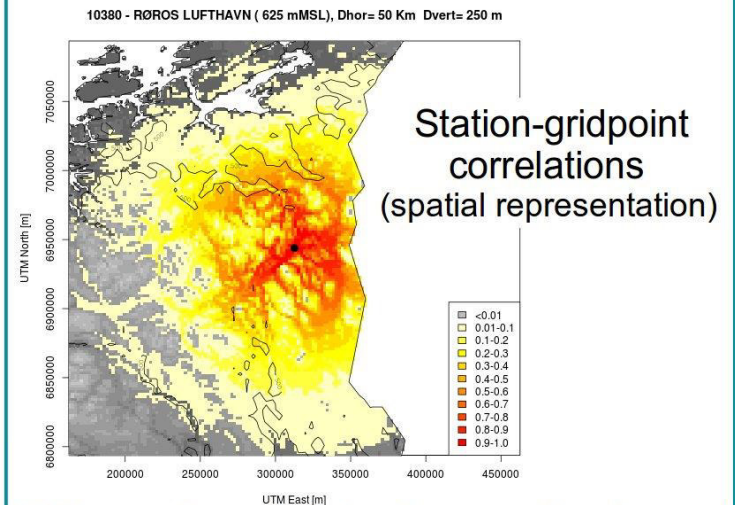 10380 - RØROS LUFTHAVN ( 625 mMSL), Dhor= 50 Km Dvert= 250 m
Station-gridpoint
correlations
(spatial representation)
UTM North [m]
7050000
7000000
6950000
6900000
6850000
6800000
<0.01
0.01-0.1
0.1-0.2
0.2-0.3
0.3-0.4
0.4-0.5
0.5-0.6
0.6-0.7
0.7-0.8
0.8-0.9
0.9-1.0
200000 250000 300000 350000 400000 450000
UTM East [m]